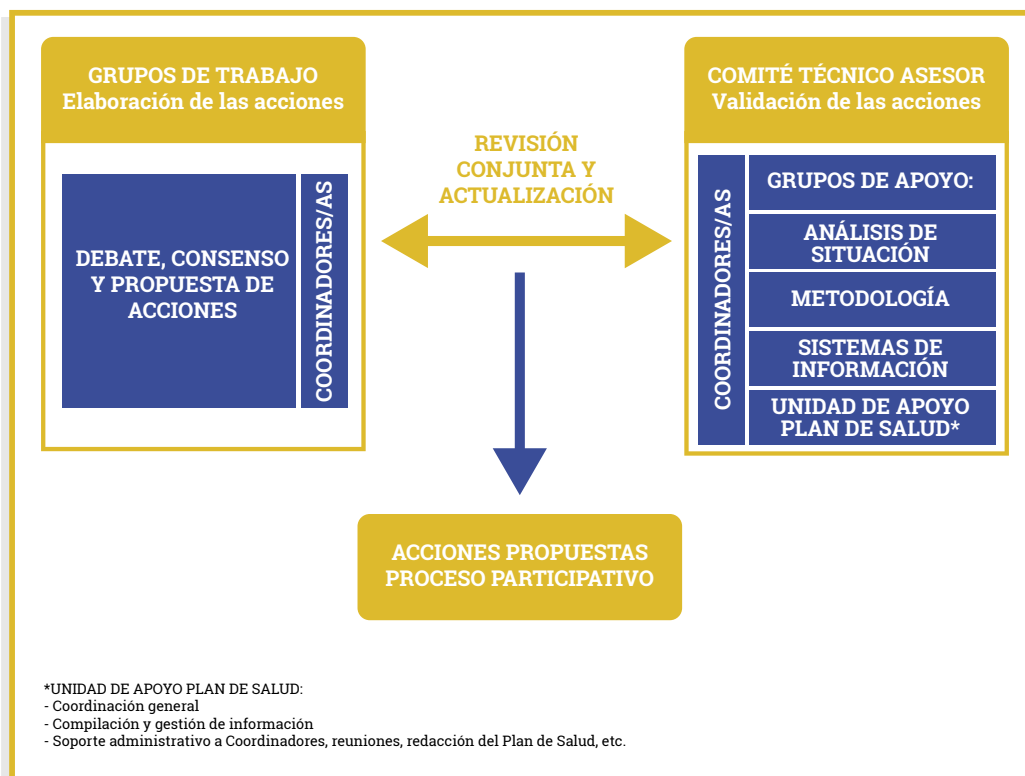 GRUPOS DE TRABAJO
Elaboración de las acciones
DEBATE, CONSENSO
Y PROPUESTA DE
ACCIONES
COORDINADORES/AS
REVISIÓN
CONJUNTA Y
ACTUALIZACIÓN
COMITÉ TÉCNICO ASESOR
Validación de las acciones
COORDINADORES/AS
GRUPOS DE APOYO:
ANÁLISIS DE
SITUACIÓN
METODOLOGÍA
SISTEMAS DE
INFORMACIÓN
UNIDAD DE APOYO
PLAN DE SALUD*
ACCIONES PROPUESTAS
PROCESO PARTICIPATIVO
*UNIDAD DE APOYO PLAN DE SALUD:
- Coordinación general
- Compilación y gestión de información
- Soporte administrativo a Coordinadores, reuniones, redacción del Plan de Salud, etc.